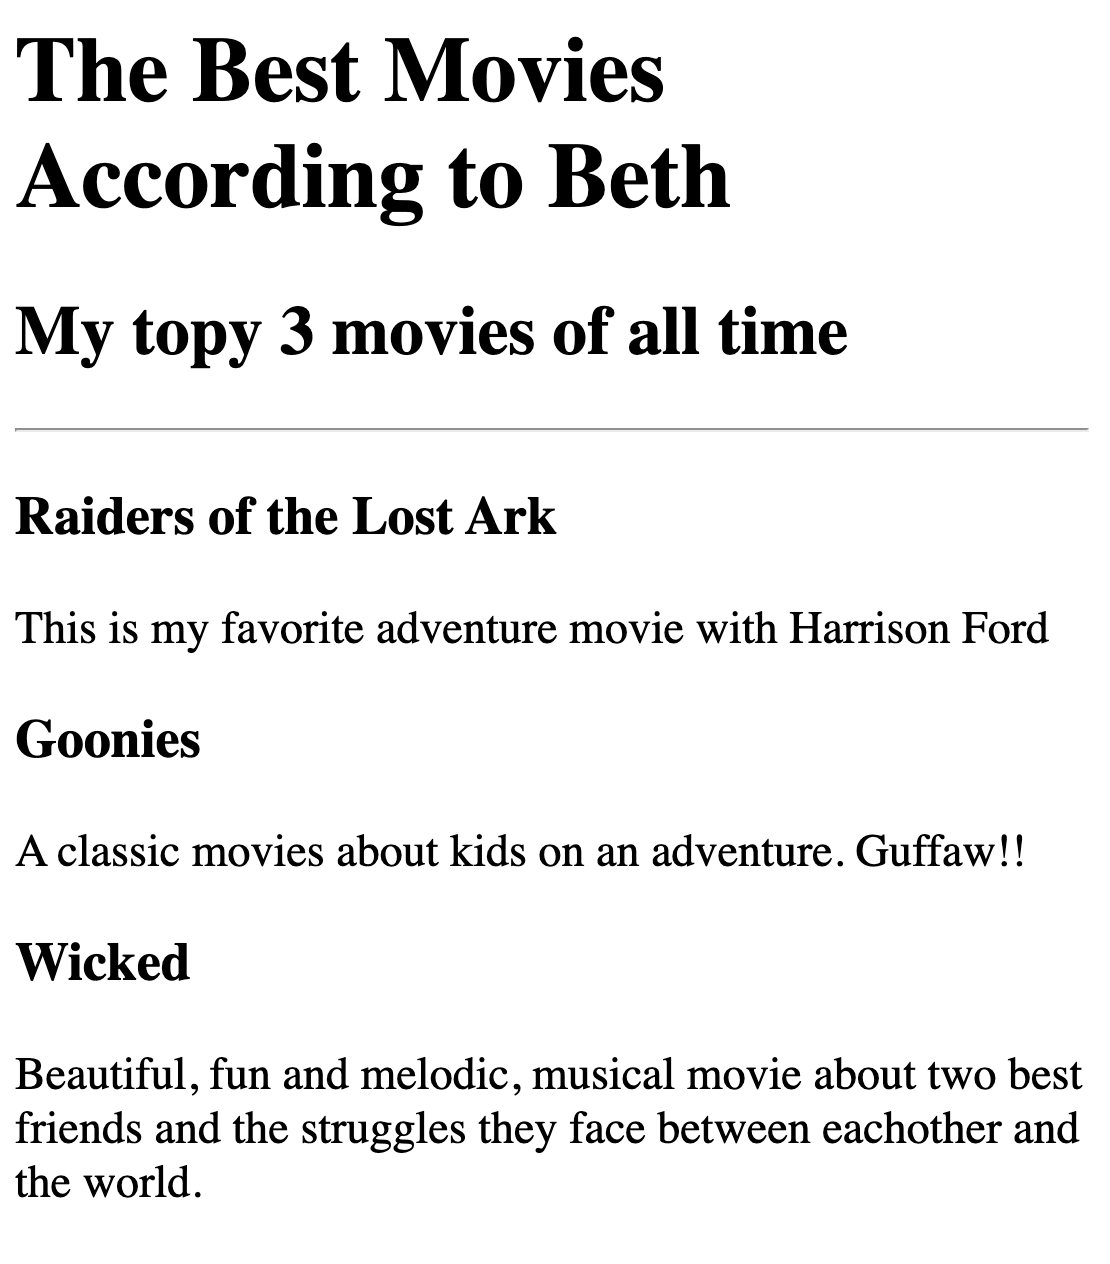 The Best Movies
According to Beth
My topy 3 movies of all time
Raiders of the Lost Ark
This is my favorite adventure movie with Harrison Ford
Goonies
A classic movies about kids on an adventure. Guffaw!!
Wicked
Beautiful, fun and melodic, musical movie about two best
friends and the struggles they face between eachother and
the world.